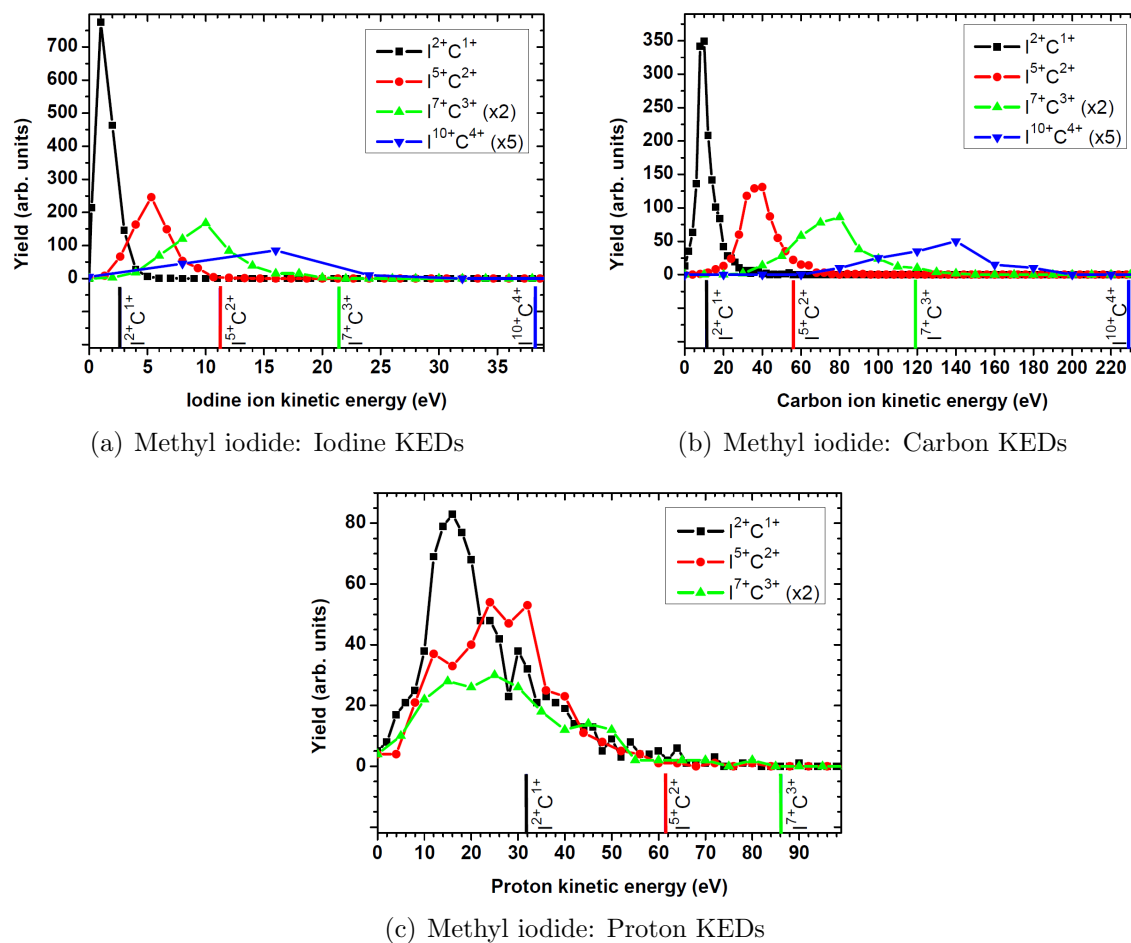 Yield (arb. units)
700
600
500
400
300
200
100
0
I²⁺C¹⁺
I⁵⁺C²⁺
I⁷⁺C³⁺ (x2)
I¹⁰⁺C⁴⁺ (x5)
I²⁺C¹⁺
I⁵⁺C²⁺
I⁷⁺C³⁺
I¹⁰⁺C⁴⁺
0 5 10 15 20 25 30 35
Iodine ion kinetic energy (eV)
(a) Methyl iodide: Iodine KEDs
Yield (arb. units)
350
300
250
200
150
100
50
0
I²⁺C¹⁺
I⁵⁺C²⁺
I⁷⁺C³⁺ (x2)
I¹⁰⁺C⁴⁺ (x5)
I²⁺C¹⁺
I⁵⁺C²⁺
I⁷⁺C³⁺
I¹⁰⁺C⁴⁺
0 20 40 60 80 100 120 140 160 180 200 220
Carbon ion kinetic energy (eV)
(b) Methyl iodide: Carbon KEDs
Yield (arb. units)
80
60
40
20
0
I²⁺C¹⁺
I⁵⁺C²⁺
I⁷⁺C³⁺ (x2)
I²⁺C¹⁺
I⁵⁺C²⁺
I⁷⁺C³⁺
0 10 20 30 40 50 60 70 80 90
Proton kinetic energy (eV)
(c) Methyl iodide: Proton KEDs